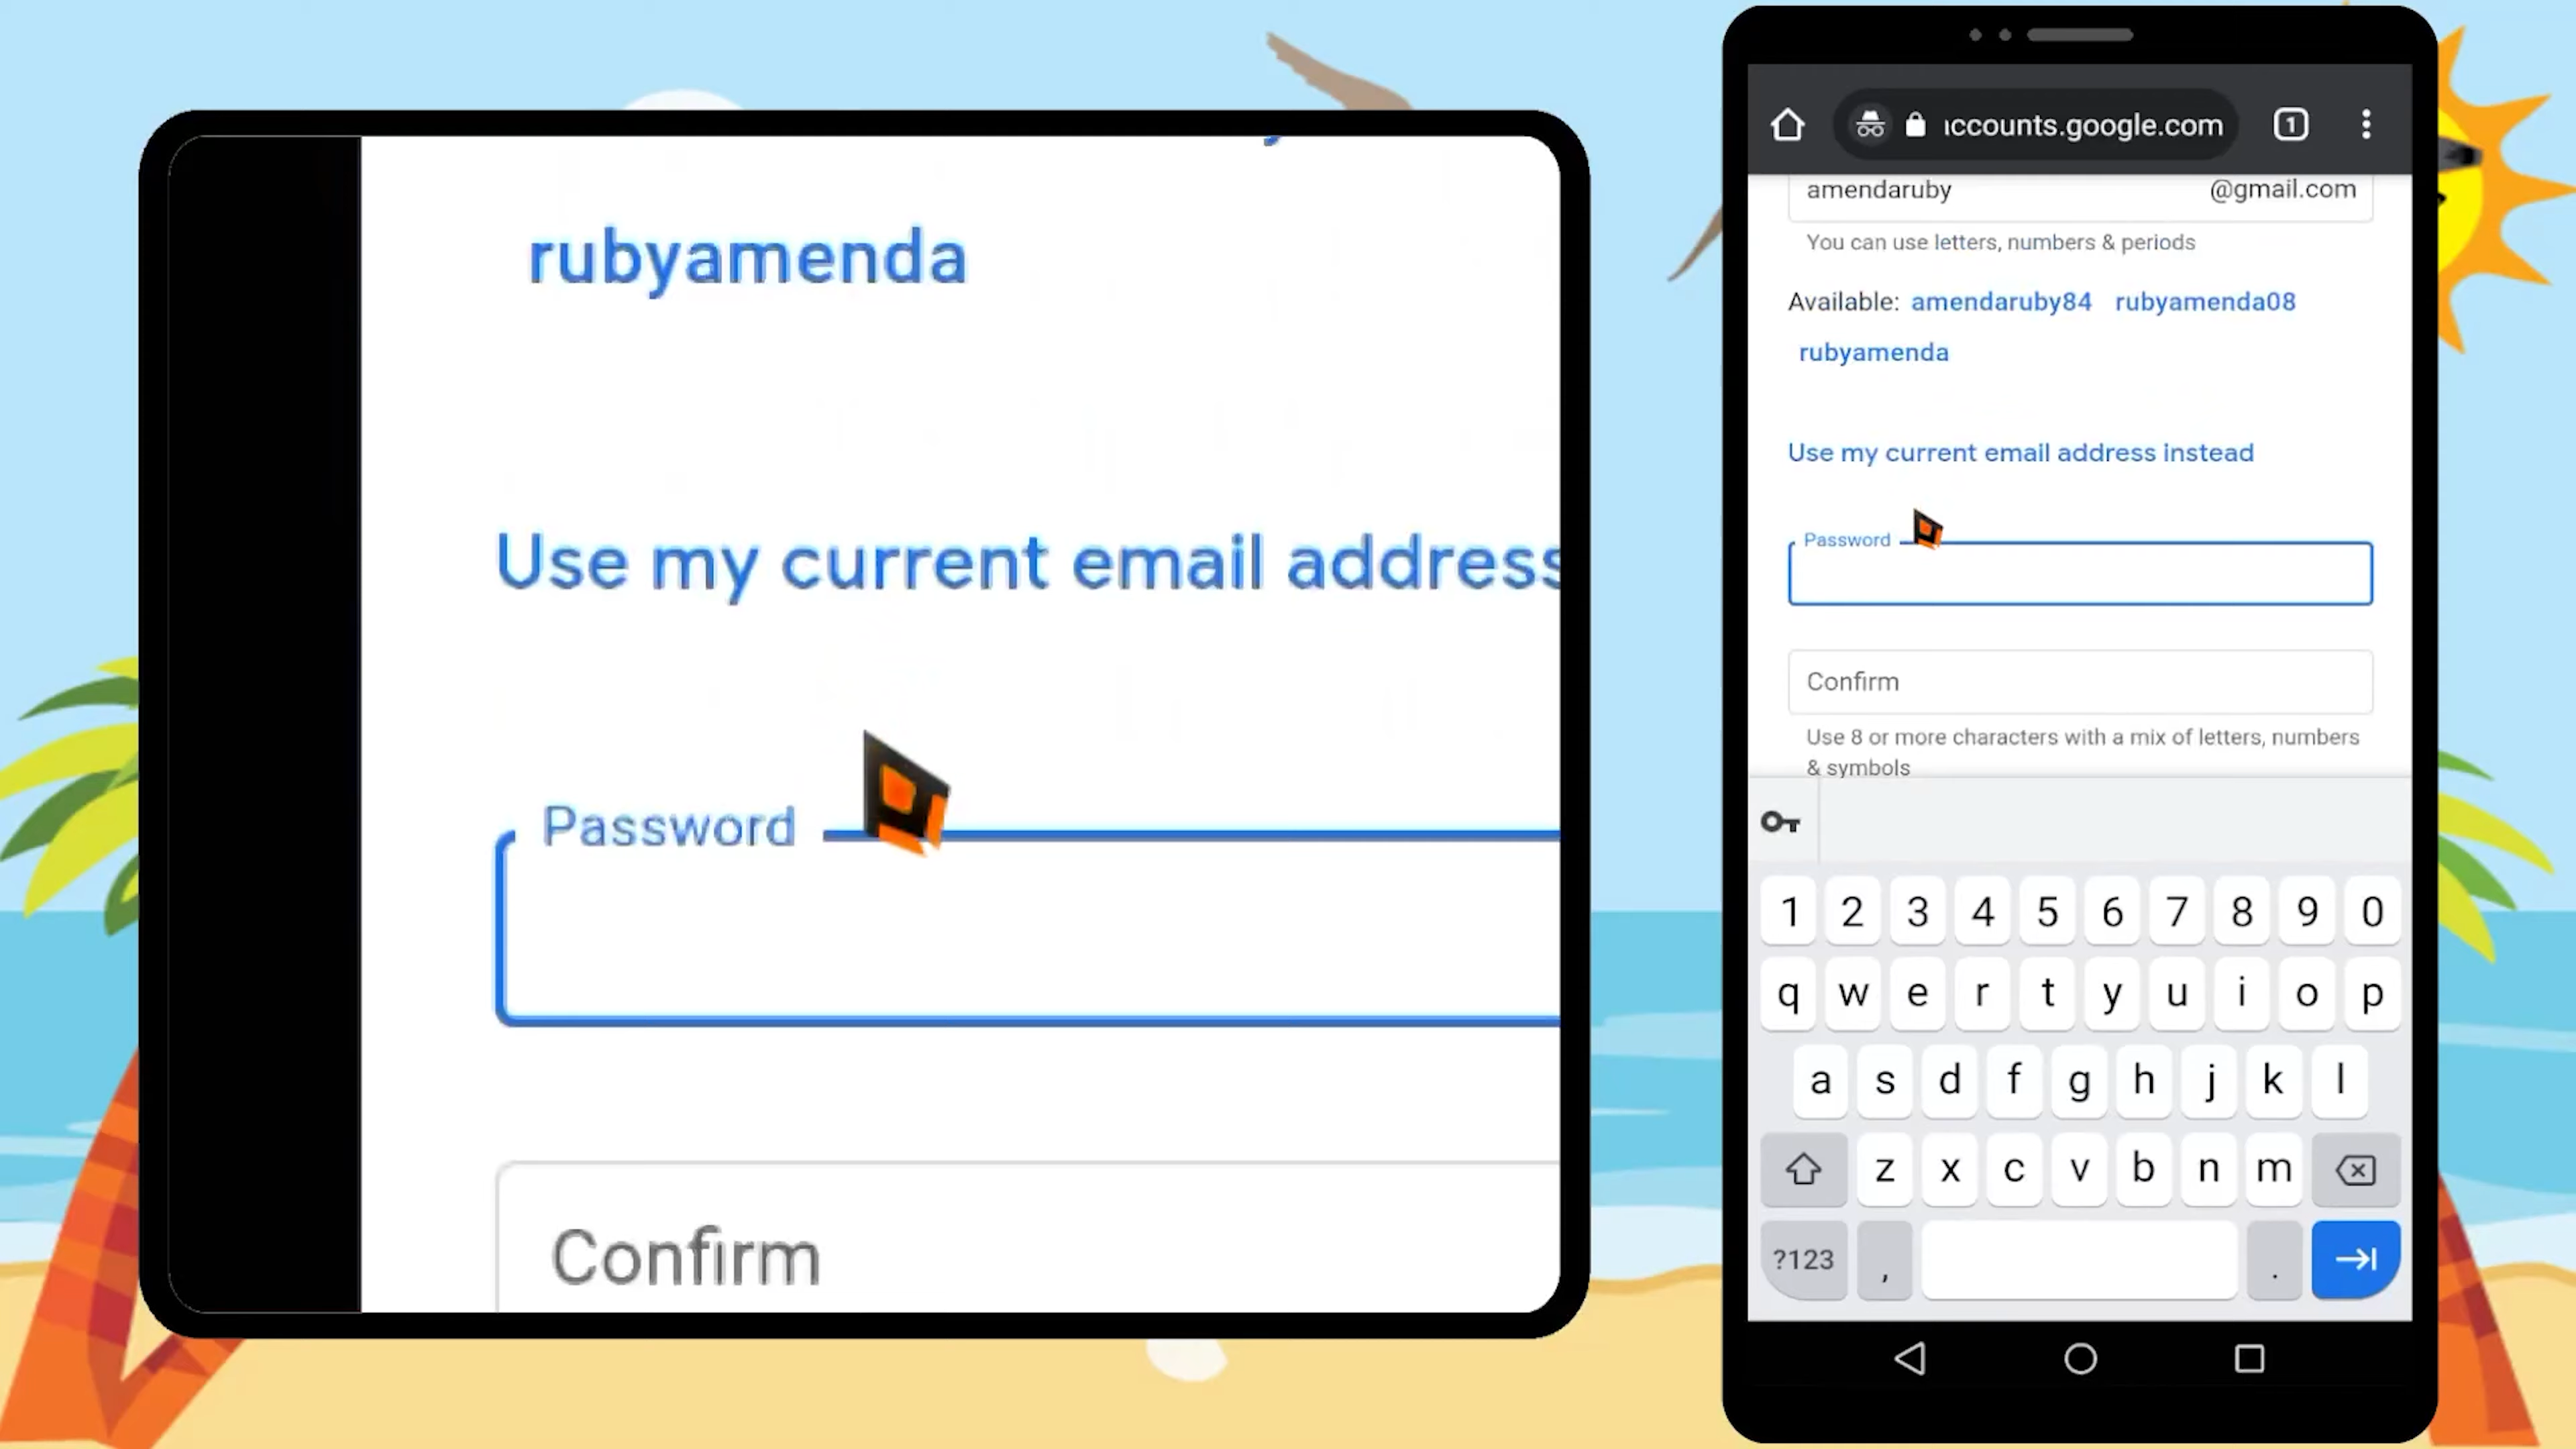 rubyamenda
Use my current email address
Password
Confirm
accounts.google.com
1
amendaruby @gmail.com
You can use letters, numbers & periods
Available: amendaruby84 rubyamenda08
rubyamenda
Use my current email address instead
Password
Confirm
Use 8 or more characters with a mix of letters, numbers
& symbols
1 2 3 4 5 6 7 8 9 0
q w e r t y u i o p
a s d f g h j k l
z x c v b n m
?123 , .